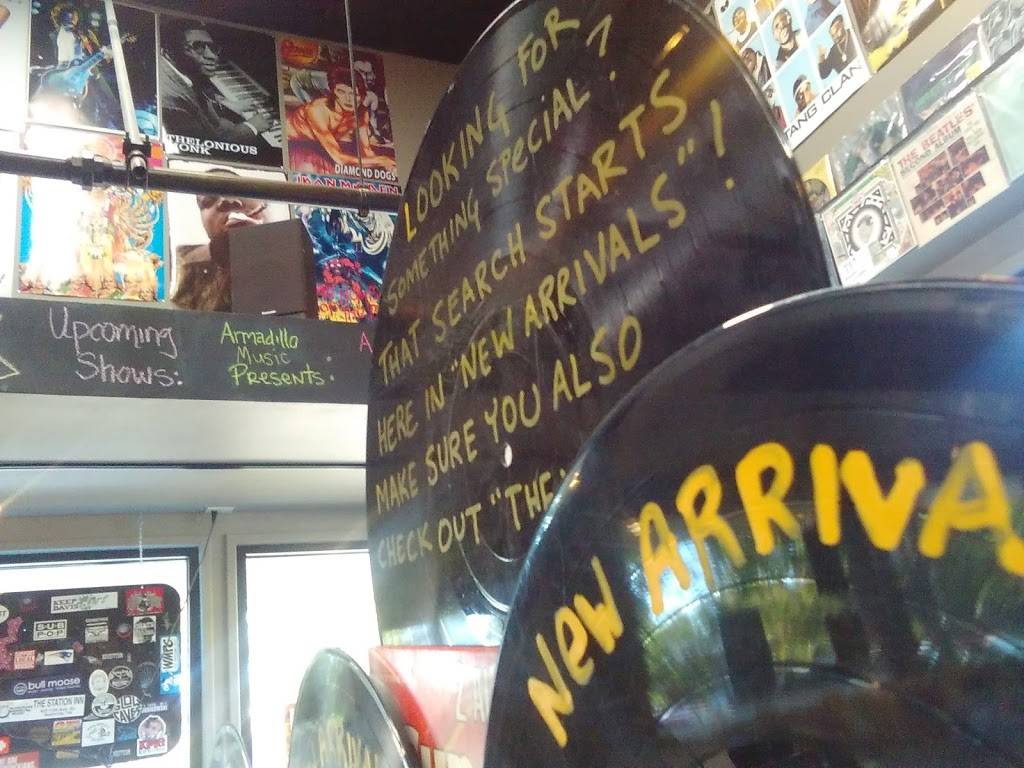 THELONIOUS
MONK
DIAMOND DOGS
IRON MAIDEN
TANG CLAN
THE BEATLES'
LOOKING FOR
SOMETHING SPECIAL?
THAT SEARCH STARTS
HERE IN "NEW ARRIVALS"!
MAKE SURE YOU ALSO
CHECK OUT "THE
Upcoming
Shows:
Armadillo
Music
Presents.
A
NEW ARRIVA
KEEP
DAVIS
SUB
POP
bull moose
THE STATION INN